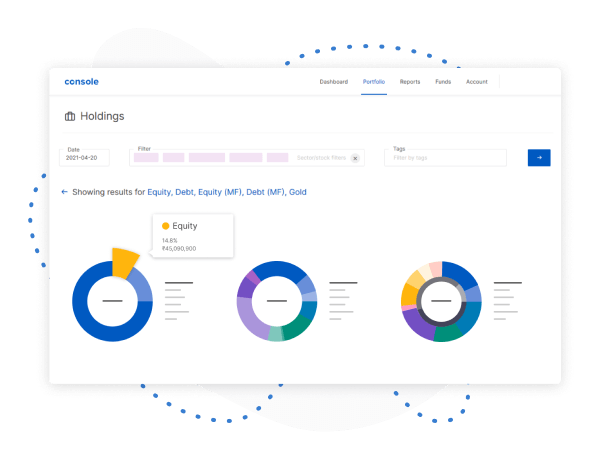 console
Dashboard Portfolio Reports Funds Account
Holdings
Date Filter Tags
2021-04-20 Sector/stock filters Filter by tags
Showing results for Equity, Debt, Equity (MF), Debt (MF), Gold
Equity
14.8%
₹45,090,900